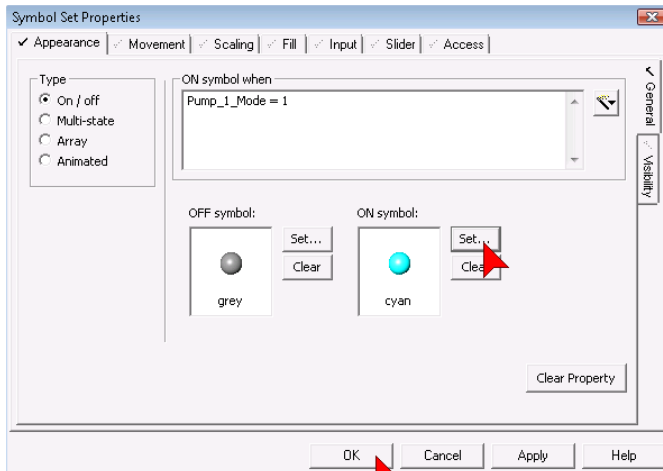 Symbol Set Properties
Appearance Movement Scaling Fill Input Slider Access
General
Visibility
Type
On / off
Multi-state
Array
Animated
ON symbol when
Pump_1_Mode = 1
OFF symbol:
grey
Set...
Clear
ON symbol:
cyan
Set...
Clear
Clear Property
OK Cancel Apply Help